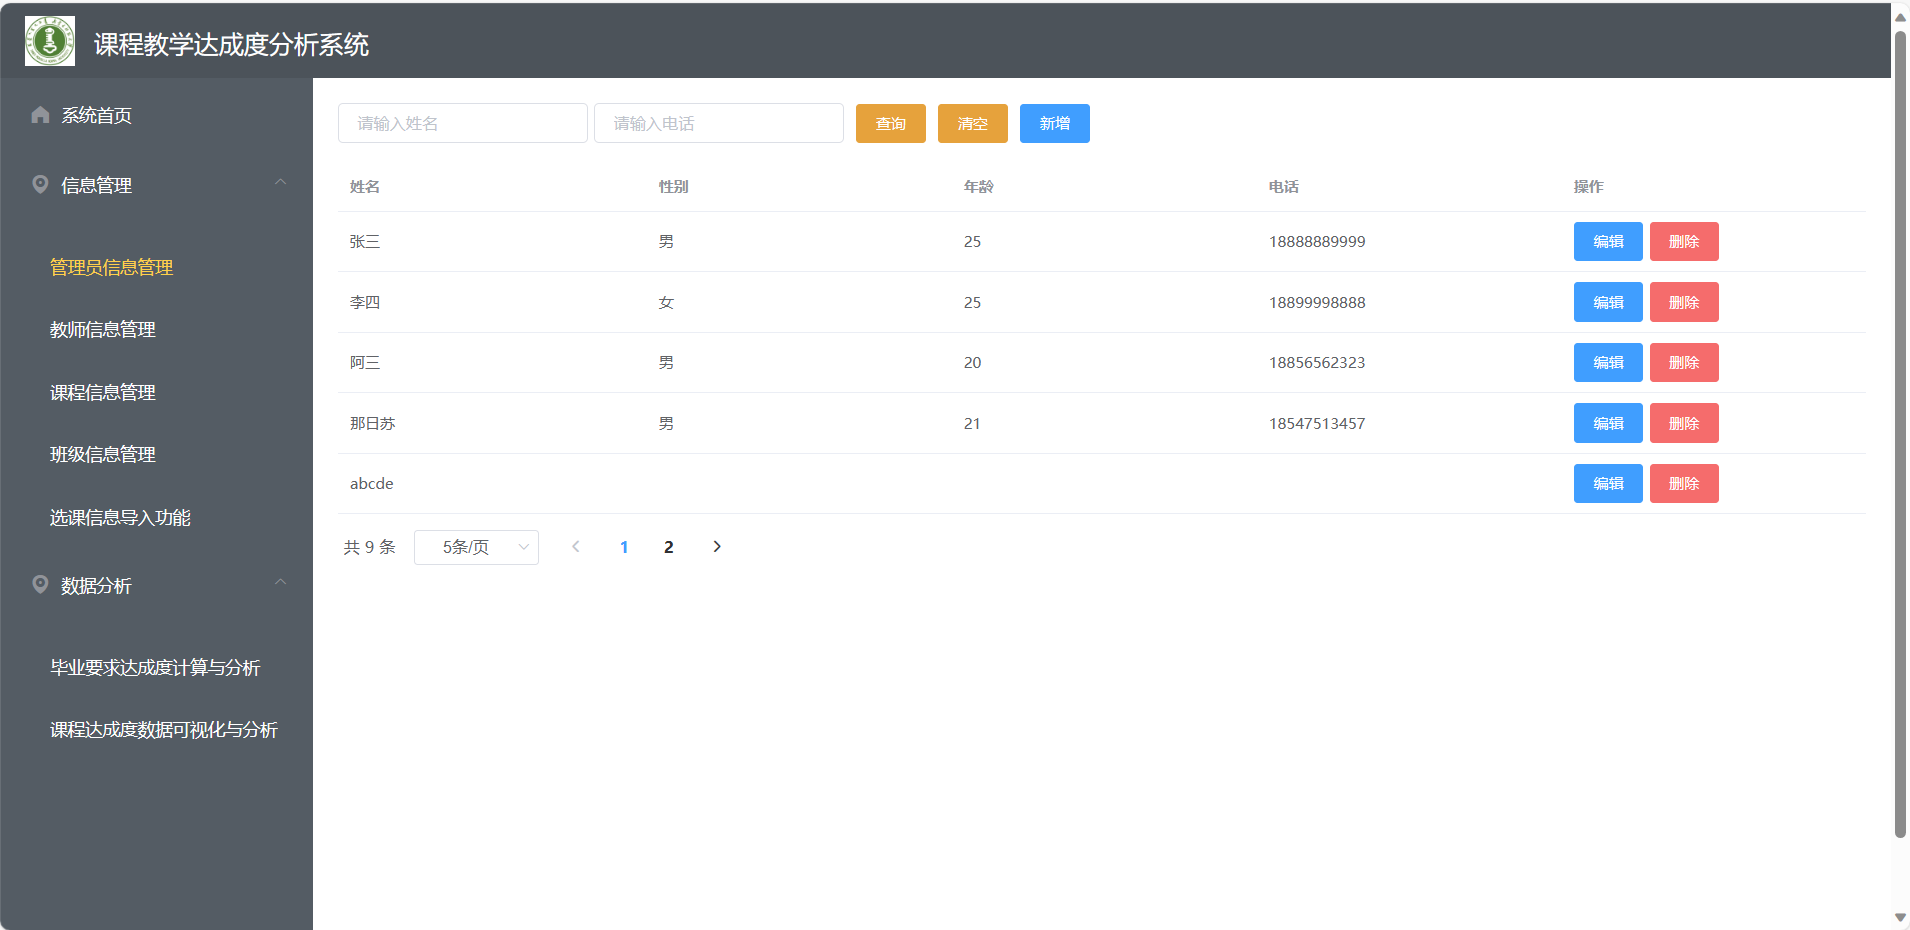 课程教学达成度分析系统
系统首页
信息管理
管理员信息管理
教师信息管理
课程信息管理
班级信息管理
选课信息导入功能
数据分析
毕业要求达成度计算与分析
课程达成度数据可视化与分析
请输入姓名 请输入电话 查询 清空 新增
姓名 性别 年龄 电话 操作
张三 男 25 18888889999 编辑 删除
李四 女 25 18899998888 编辑 删除
阿三 男 20 18856562323 编辑 删除
那日苏 男 21 18547513457 编辑 删除
abcde 编辑 删除
共 9 条 5条/页 1 2